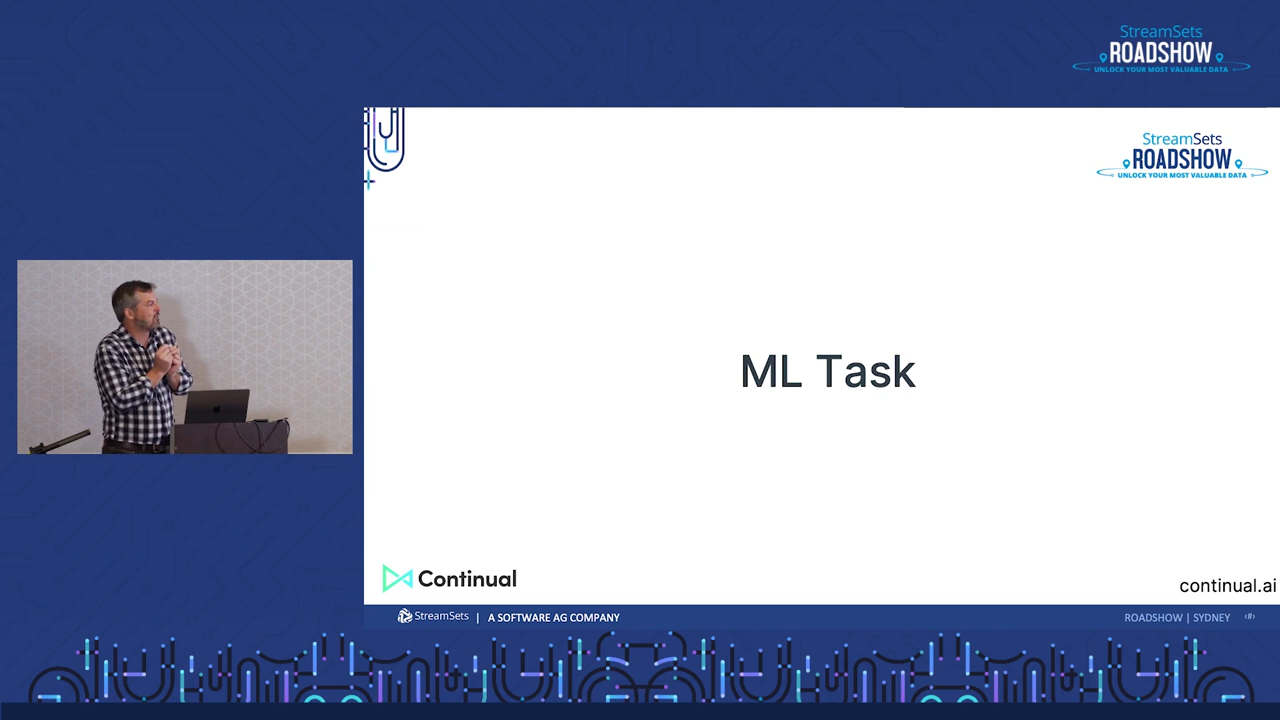 StreamSets
ROADSHOW
UNLOCK YOUR MOST VALUABLE DATA
StreamSets
ROADSHOW
UNLOCK YOUR MOST VALUABLE DATA
ML Task
Continual
continual.ai
StreamSets | A SOFTWARE AG COMPANY
ROADSHOW | SYDNEY ‹#›